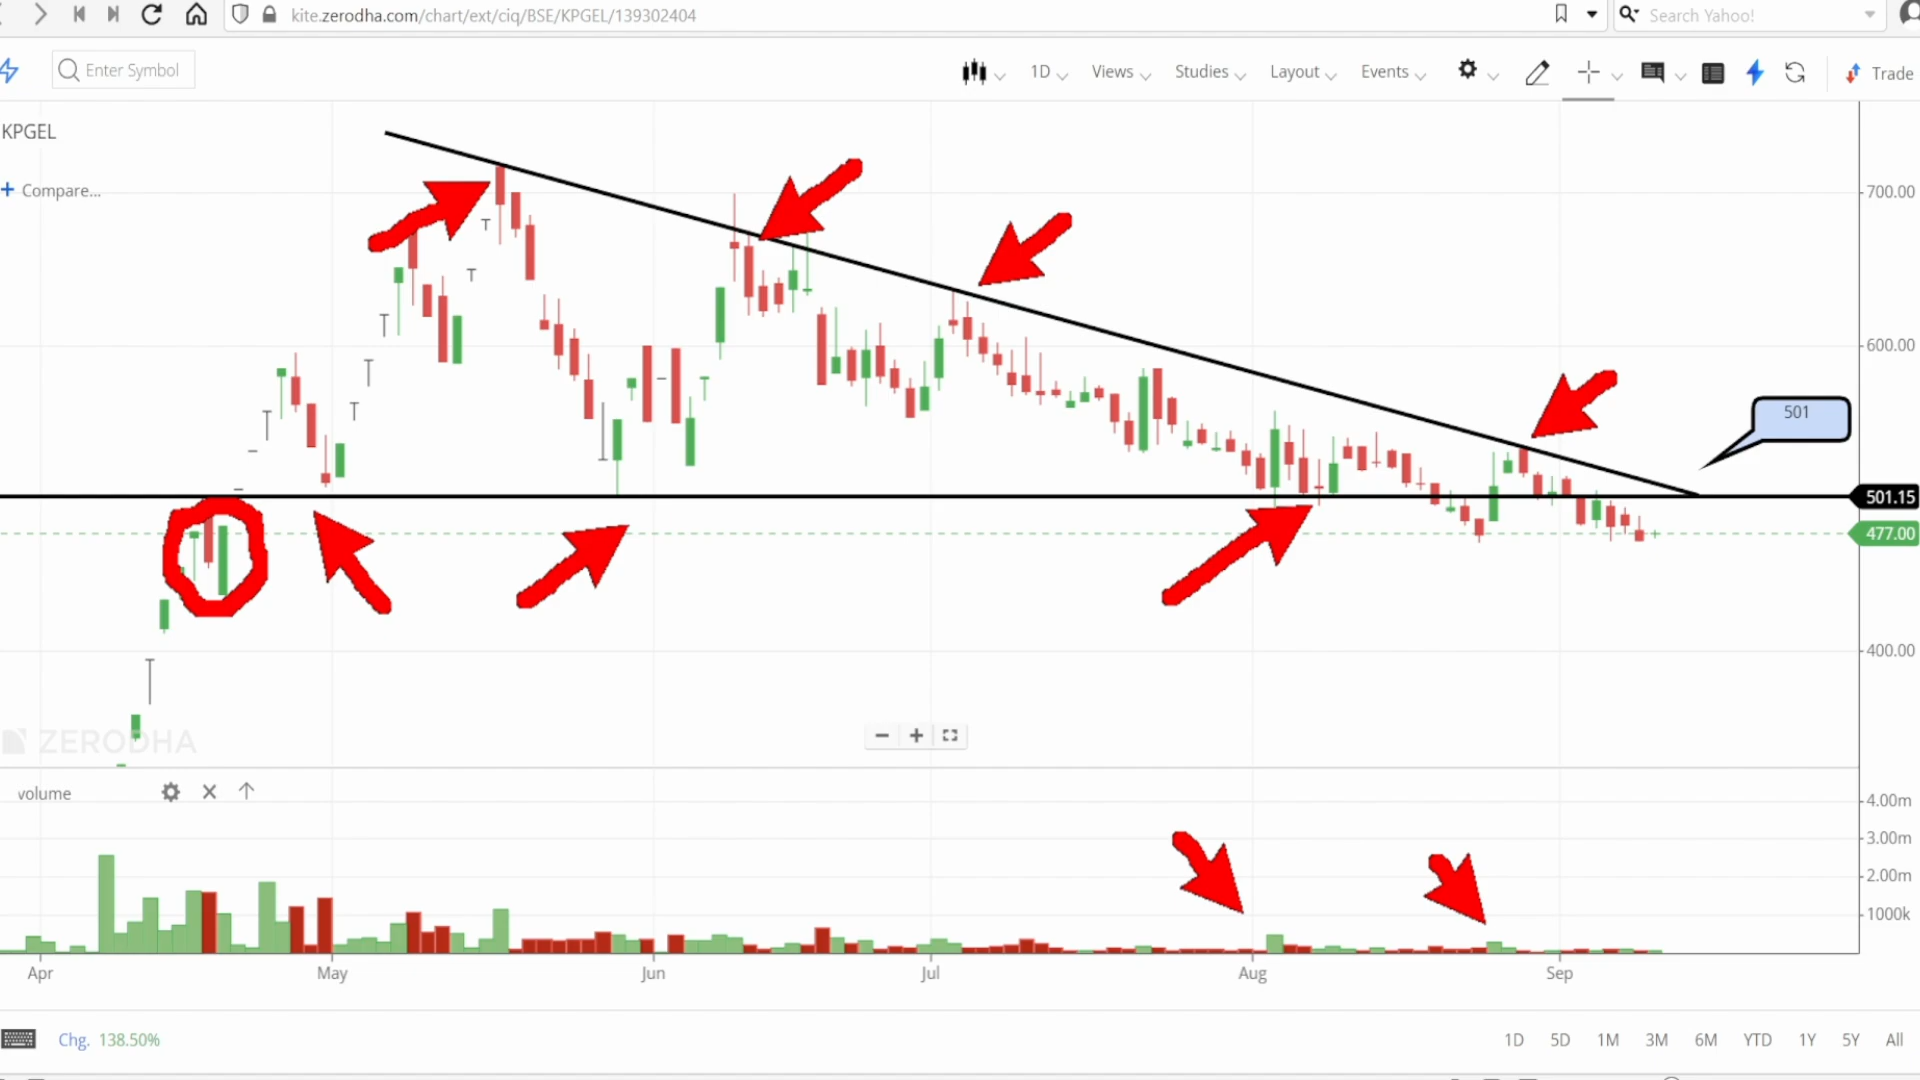 kite.zerodha.com/chart/ext/ciq/BSE/KPGEL/139302404
Search Yahoo!
Enter Symbol
1D
Views
Studies
Layout
Events
Trade
KPGEL
+ Compare...
700.00
600.00
501
501.15
477.00
400.00
ZERODHA
volume
4.00m
3.00m
2.00m
1000k
Apr
May
Jun
Jul
Aug
Sep
Chg. 138.50%
1D 5D 1M 3M 6M YTD 1Y 5Y All